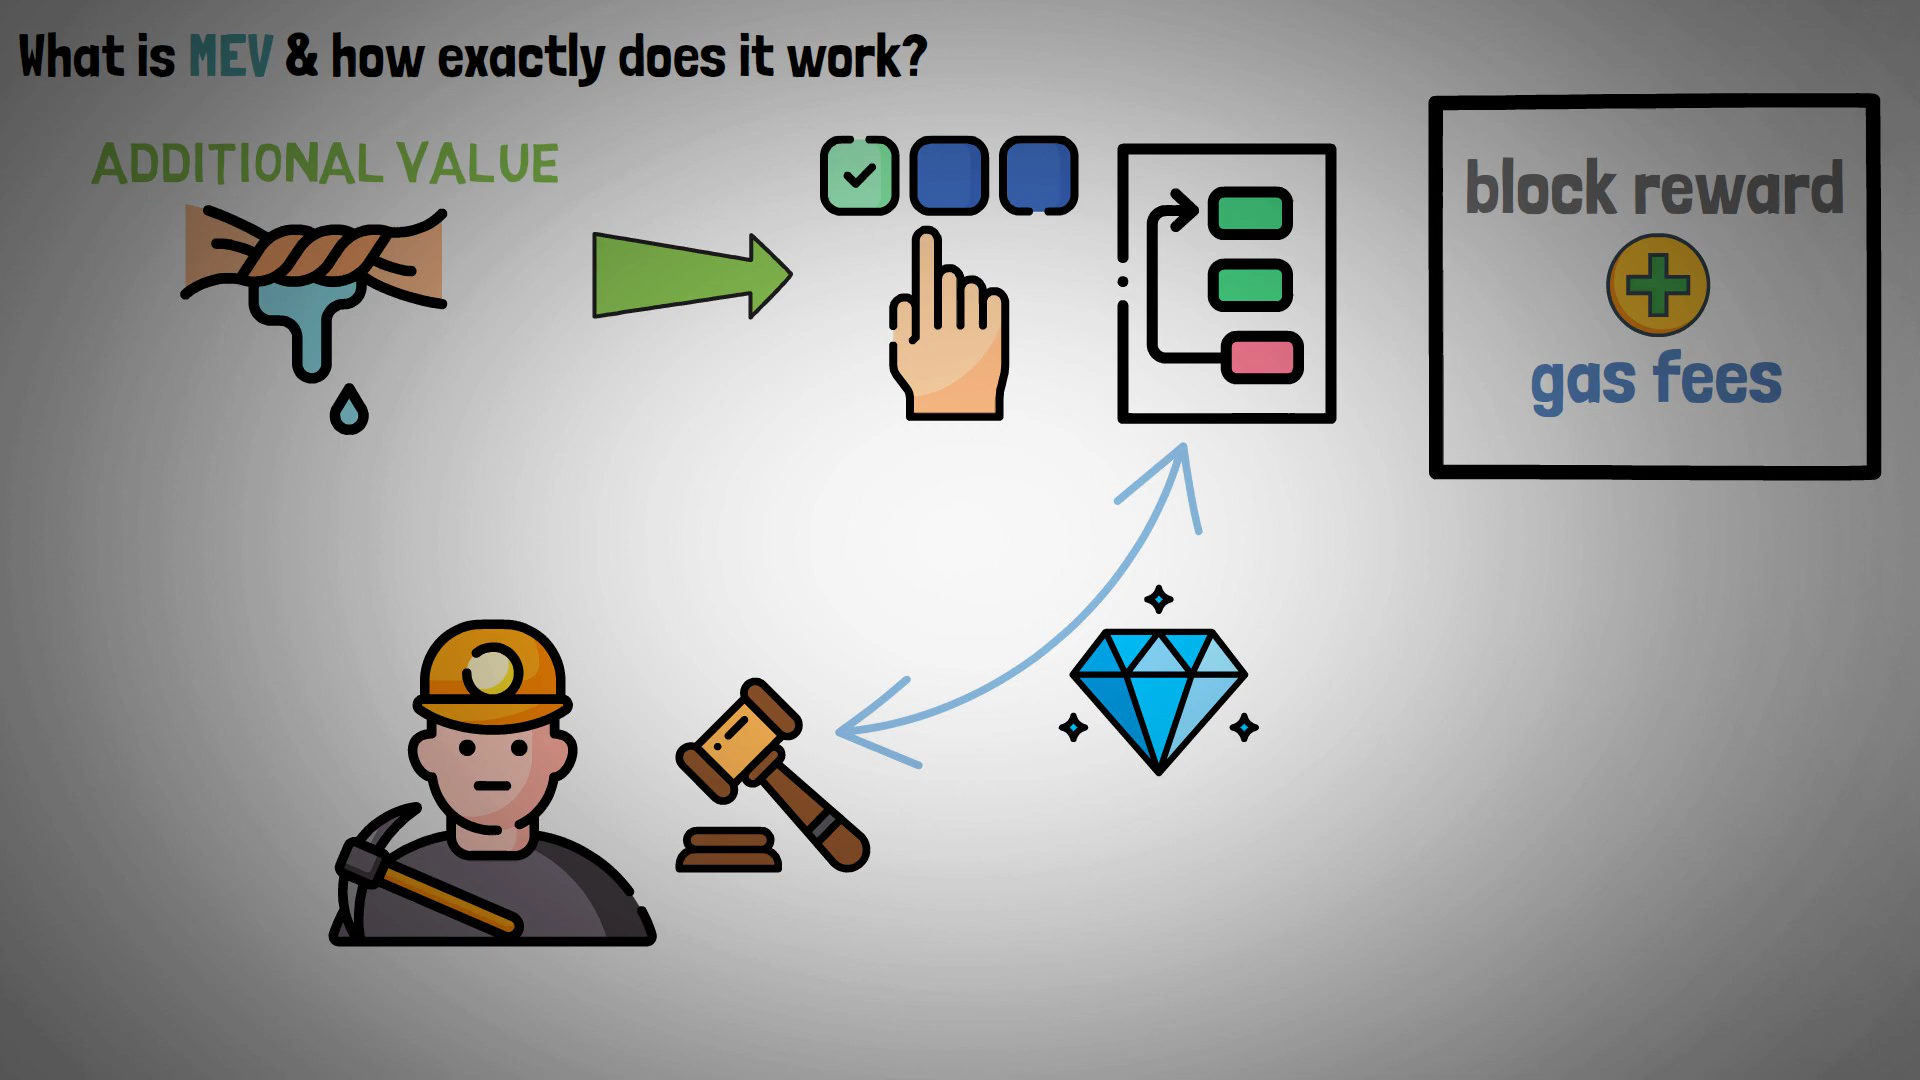 What is MEV & how exactly does it work?
ADDITIONAL VALUE
block reward
gas fees